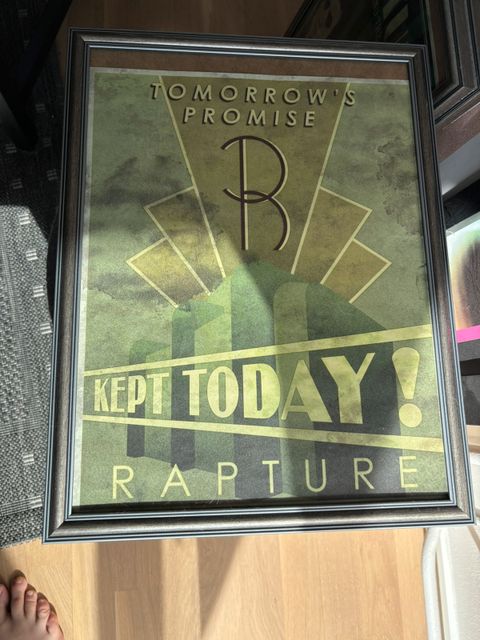 TOMORROW'S
PROMISE
B
KEPT TODAY!
RAPTURE